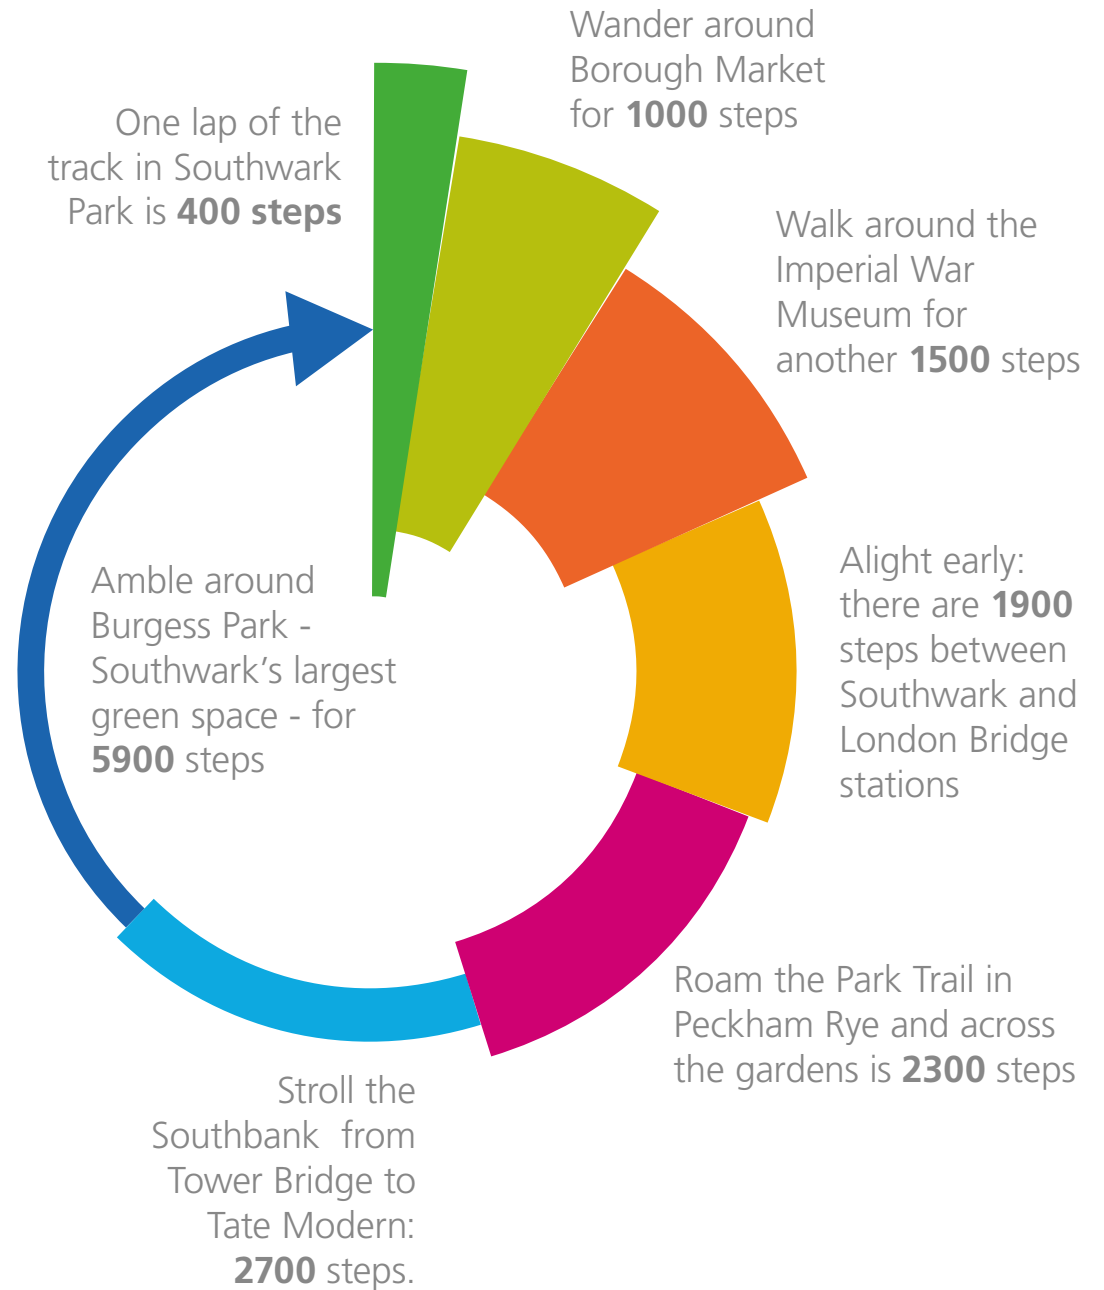 Wander around
Borough Market
for 1000 steps
One lap of the
track in Southwark
Park is 400 steps
Walk around the
Imperial War
Museum for
another 1500 steps
Alight early:
there are 1900
steps between
Southwark and
London Bridge
stations
Amble around
Burgess Park -
Southwark's largest
green space - for
5900 steps
Roam the Park Trail in
Peckham Rye and across
the gardens is 2300 steps
Stroll the
Southbank  from
Tower Bridge to
Tate Modern:
2700 steps.